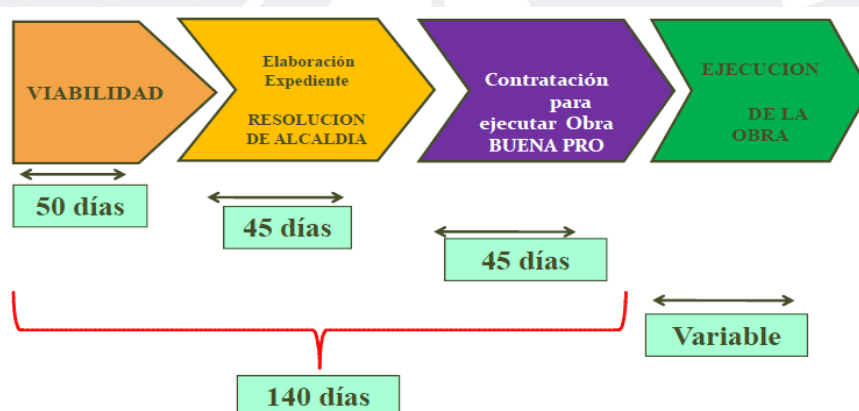 VIABILIDAD
Elaboración
Expediente
RESOLUCION
DE ALCALDIA
Contratación
para
ejecutar Obra
BUENA PRO
EJECUCION
DE LA
OBRA
50 días
45 días
45 días
Variable
140 días